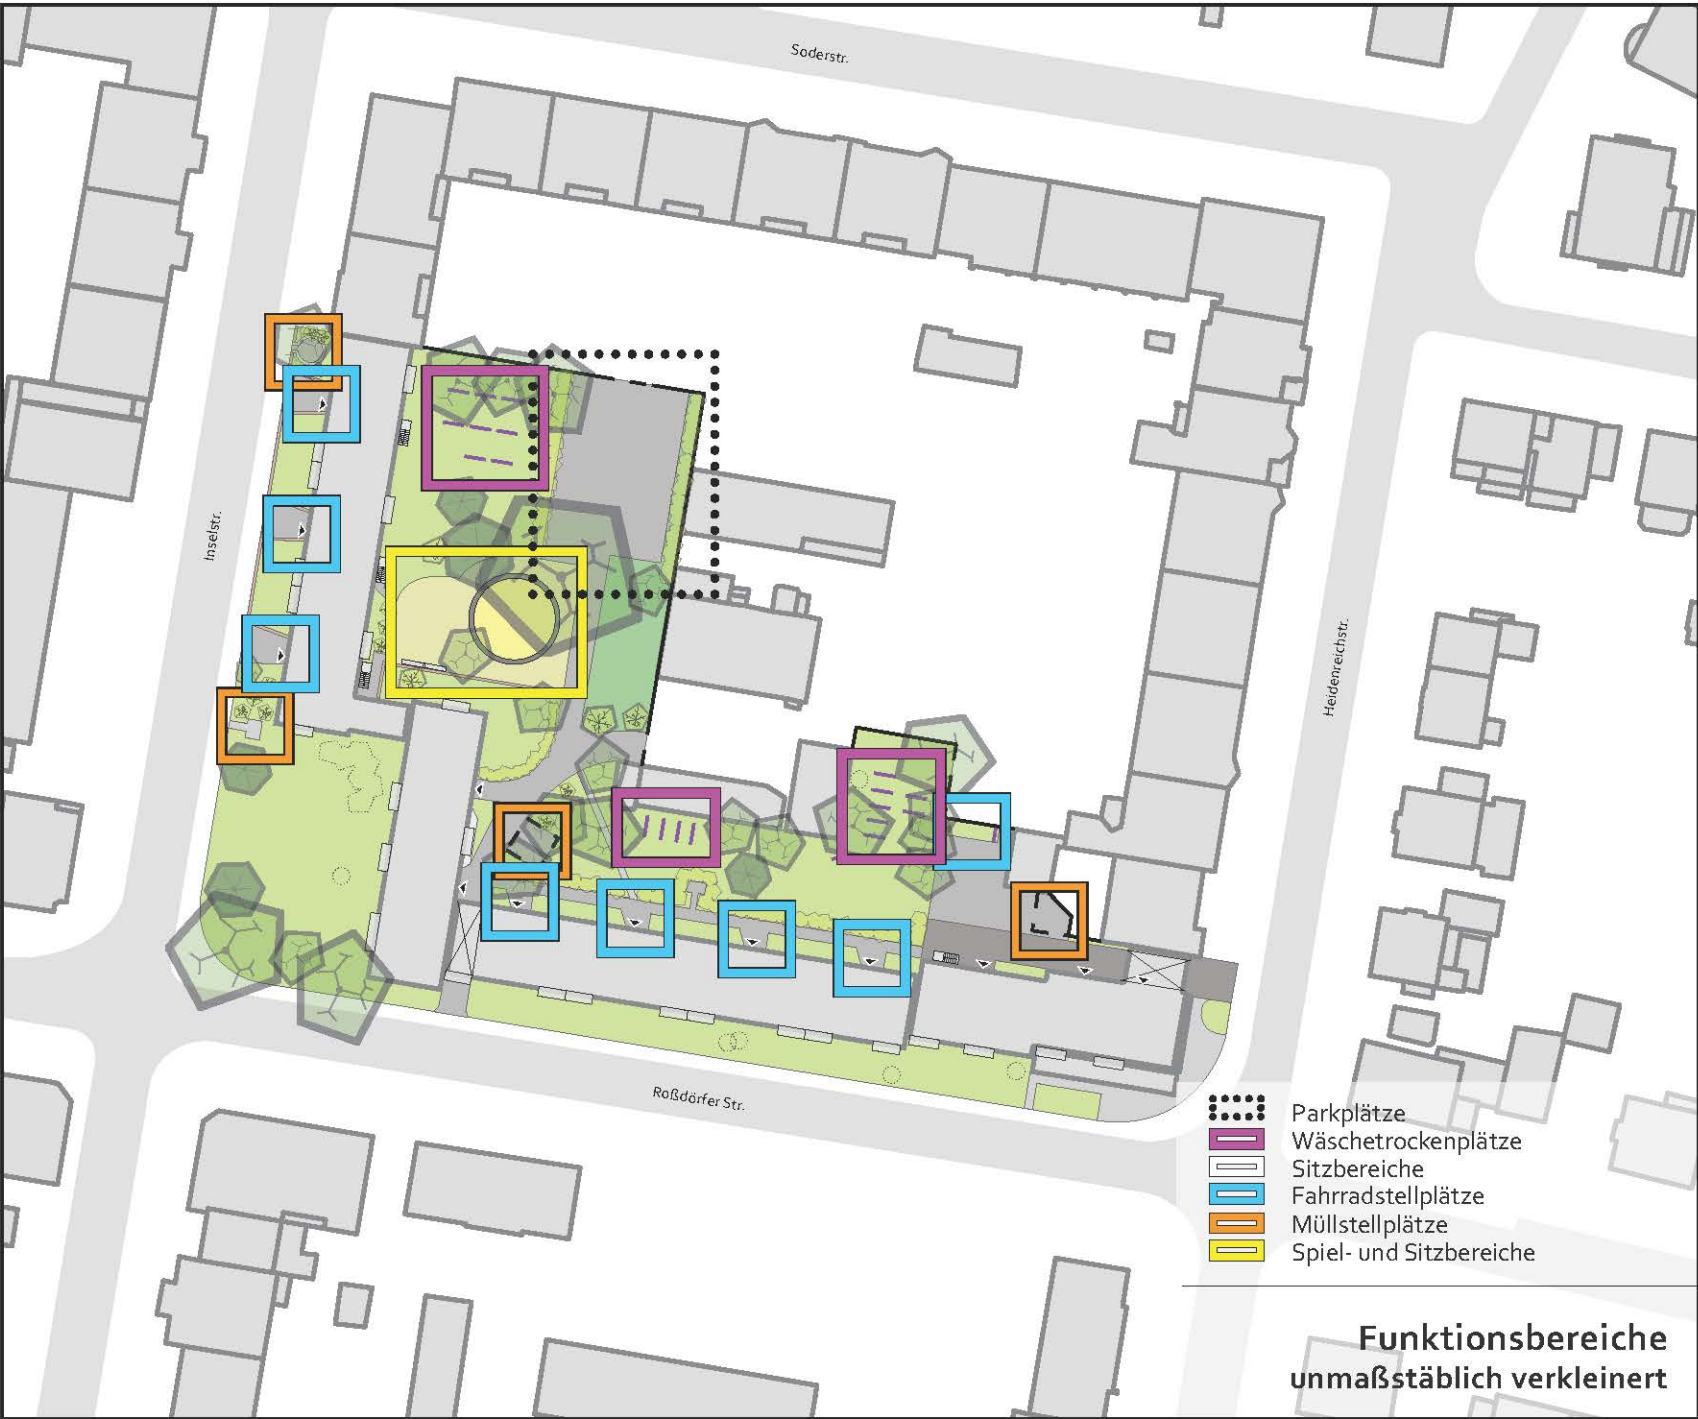 Soderstr.
Inselstr.
Heidenreichstr.
Roßdörfer Str.
Parkplätze
Wäschetrockenplätze
Sitzbereiche
Fahrradstellplätze
Müllstellplätze
Spiel- und Sitzbereiche
Funktionsbereiche
unmaßstäblich verkleinert